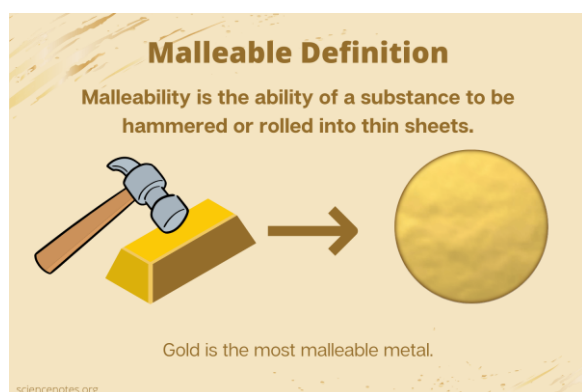 Malleable Definition
Malleability is the ability of a substance to be
hammered or rolled into thin sheets.
Gold is the most malleable metal.
sciencenotes.org